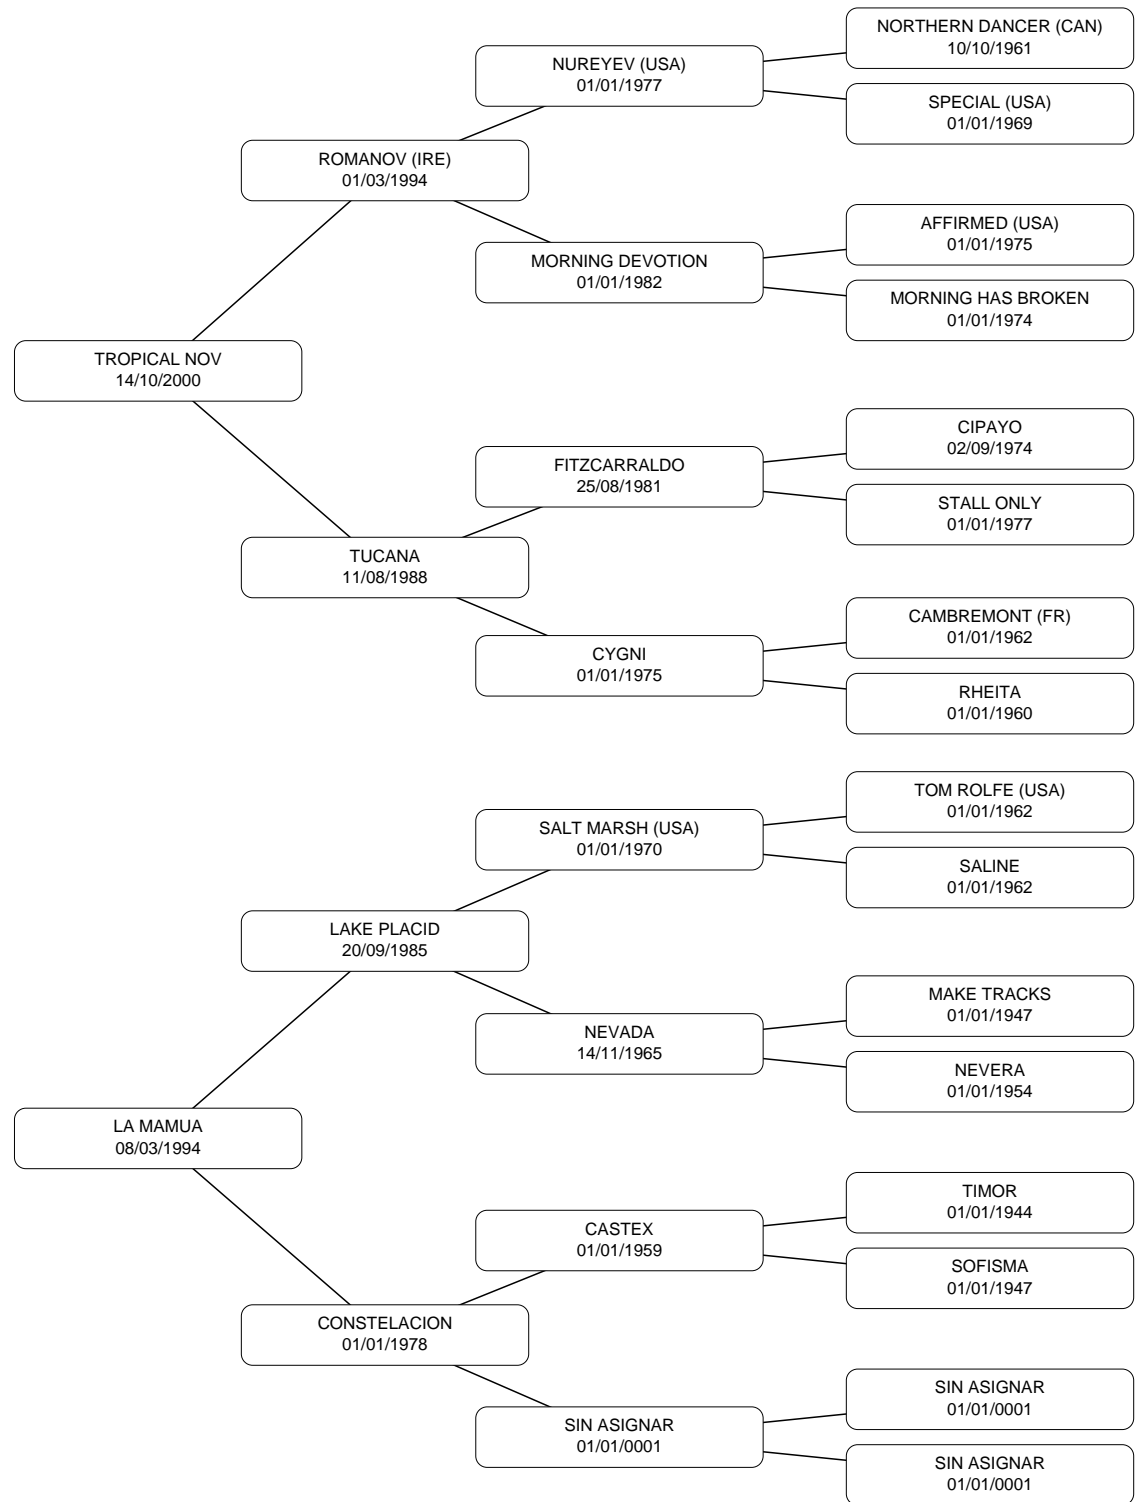 NORTHERN DANCER (CAN)
10/10/1961
NUREYEV (USA)
01/01/1977
SPECIAL (USA)
01/01/1969
ROMANOV (IRE)
01/03/1994
AFFIRMED (USA)
01/01/1975
MORNING DEVOTION
01/01/1982
MORNING HAS BROKEN
01/01/1974
TROPICAL NOV
14/10/2000
CIPAYO
02/09/1974
FITZCARRALDO
25/08/1981
STALL ONLY
01/01/1977
TUCANA
11/08/1988
CAMBREMONT (FR)
01/01/1962
CYGNI
01/01/1975
RHEITA
01/01/1960
TOM ROLFE (USA)
01/01/1962
SALT MARSH (USA)
01/01/1970
SALINE
01/01/1962
LAKE PLACID
20/09/1985
MAKE TRACKS
01/01/1947
NEVADA
14/11/1965
NEVERA
01/01/1954
LA MAMUA
08/03/1994
TIMOR
01/01/1944
CASTEX
01/01/1959
SOFISMA
01/01/1947
CONSTELACION
01/01/1978
SIN ASIGNAR
01/01/0001
SIN ASIGNAR
01/01/0001
SIN ASIGNAR
01/01/0001